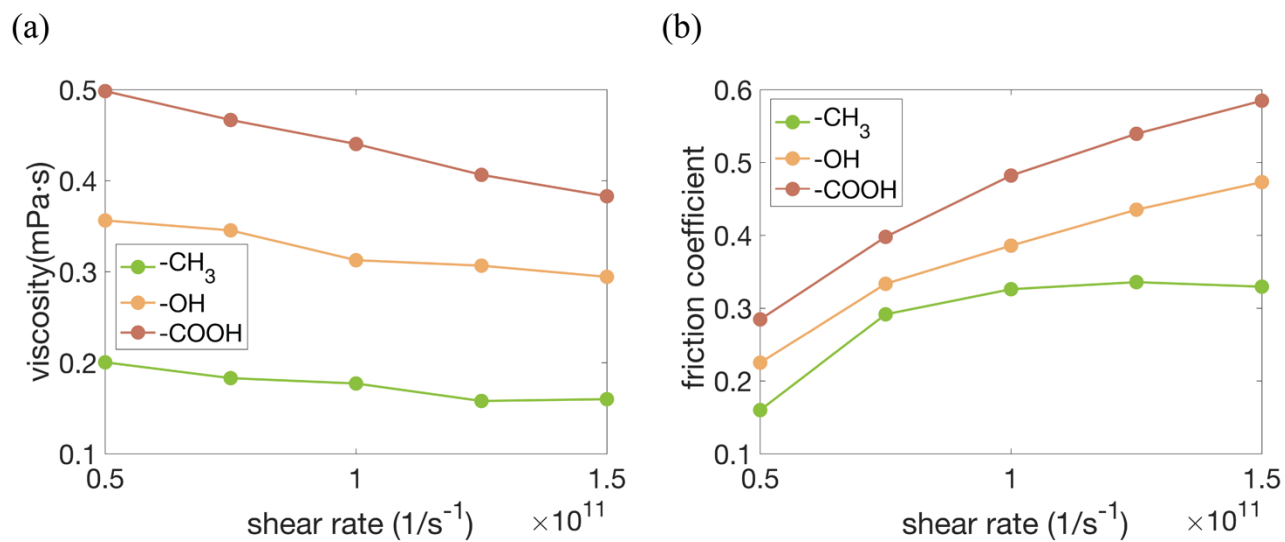 (a)
(b)
0.5
0.4
0.3
0.2
0.1
viscosity(mPa·s)
-CH₃
-OH
-COOH
0.5
1
1.5
shear rate (1/s⁻¹)
×10¹¹
0.6
0.5
0.4
0.3
0.2
0.1
friction coefficient
-CH₃
-OH
-COOH
0.5
1
1.5
shear rate (1/s⁻¹)
×10¹¹